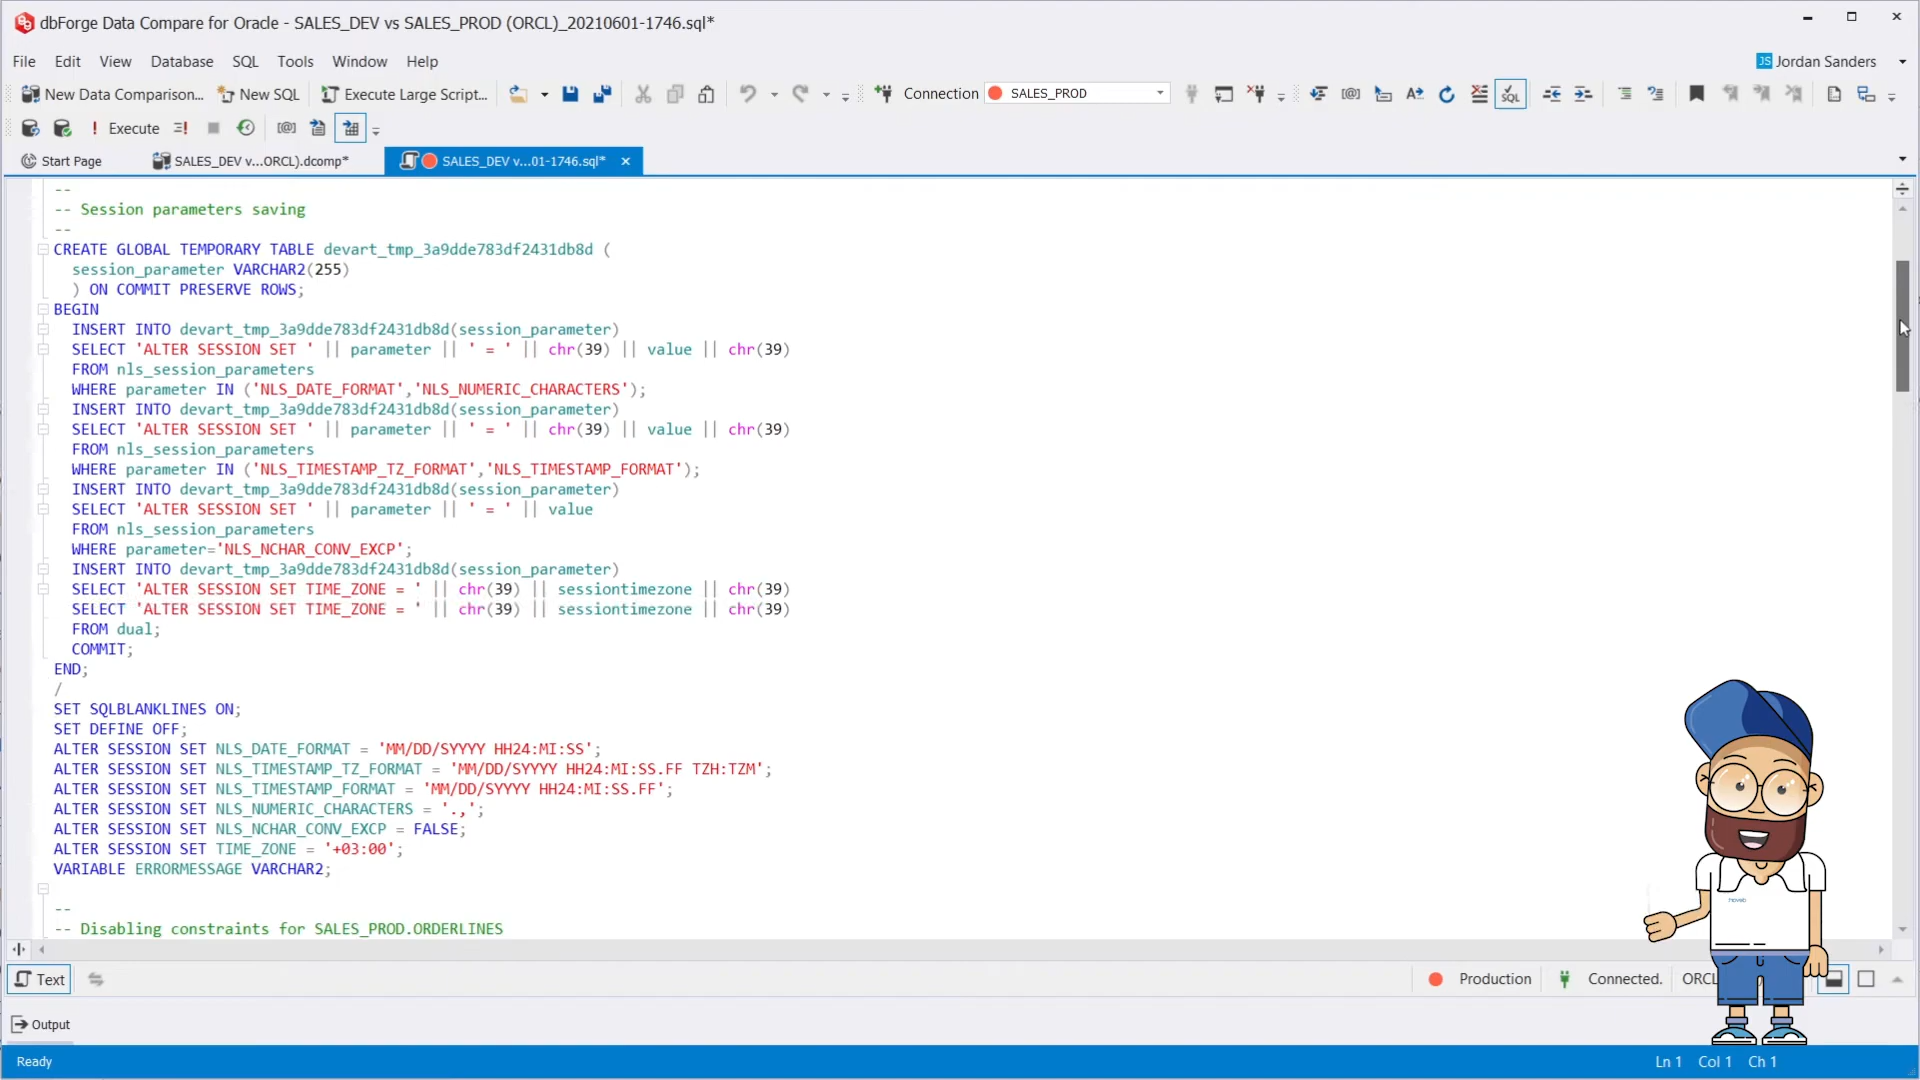 dbForge Data Compare for Oracle - SALES_DEV vs SALES_PROD (ORCL)_20210601-1746.sql*
File Edit View Database SQL Tools Window Help
JS Jordan Sanders
New Data Comparison... New SQL Execute Large Script... Connection SALES_PROD
Execute
Start Page SALES_DEV v...ORCL).dcomp* SALES_DEV v...01-1746.sql*
--
-- Session parameters saving
--
CREATE GLOBAL TEMPORARY TABLE devart_tmp_3a9dde783df2431db8d (
session_parameter VARCHAR2(255)
) ON COMMIT PRESERVE ROWS;
BEGIN
INSERT INTO devart_tmp_3a9dde783df2431db8d(session_parameter)
SELECT 'ALTER SESSION SET ' || parameter || ' = ' || chr(39) || value || chr(39)
FROM nls_session_parameters
WHERE parameter IN ('NLS_DATE_FORMAT','NLS_NUMERIC_CHARACTERS');
INSERT INTO devart_tmp_3a9dde783df2431db8d(session_parameter)
SELECT 'ALTER SESSION SET ' || parameter || ' = ' || chr(39) || value || chr(39)
FROM nls_session_parameters
WHERE parameter IN ('NLS_TIMESTAMP_TZ_FORMAT','NLS_TIMESTAMP_FORMAT');
INSERT INTO devart_tmp_3a9dde783df2431db8d(session_parameter)
SELECT 'ALTER SESSION SET ' || parameter || ' = ' || value
FROM nls_session_parameters
WHERE parameter='NLS_NCHAR_CONV_EXCP';
INSERT INTO devart_tmp_3a9dde783df2431db8d(session_parameter)
SELECT 'ALTER SESSION SET TIME_ZONE = ' || chr(39) || sessiontimezone || chr(39)
SELECT 'ALTER SESSION SET TIME_ZONE = ' || chr(39) || sessiontimezone || chr(39)
FROM dual;
COMMIT;
END;
/
SET SQLBLANKLINES ON;
SET DEFINE OFF;
ALTER SESSION SET NLS_DATE_FORMAT = 'MM/DD/SYYYY HH24:MI:SS';
ALTER SESSION SET NLS_TIMESTAMP_TZ_FORMAT = 'MM/DD/SYYYY HH24:MI:SS.FF TZH:TZM';
ALTER SESSION SET NLS_TIMESTAMP_FORMAT = 'MM/DD/SYYYY HH24:MI:SS.FF';
ALTER SESSION SET NLS_NUMERIC_CHARACTERS = '.,';
ALTER SESSION SET NLS_NCHAR_CONV_EXCP = FALSE;
ALTER SESSION SET TIME_ZONE = '+03:00';
VARIABLE ERRORMESSAGE VARCHAR2;
--
-- Disabling constraints for SALES_PROD.ORDERLINES
Text
Production Connected. ORCL
Output
Ready
Ln 1 Col 1 Ch 1